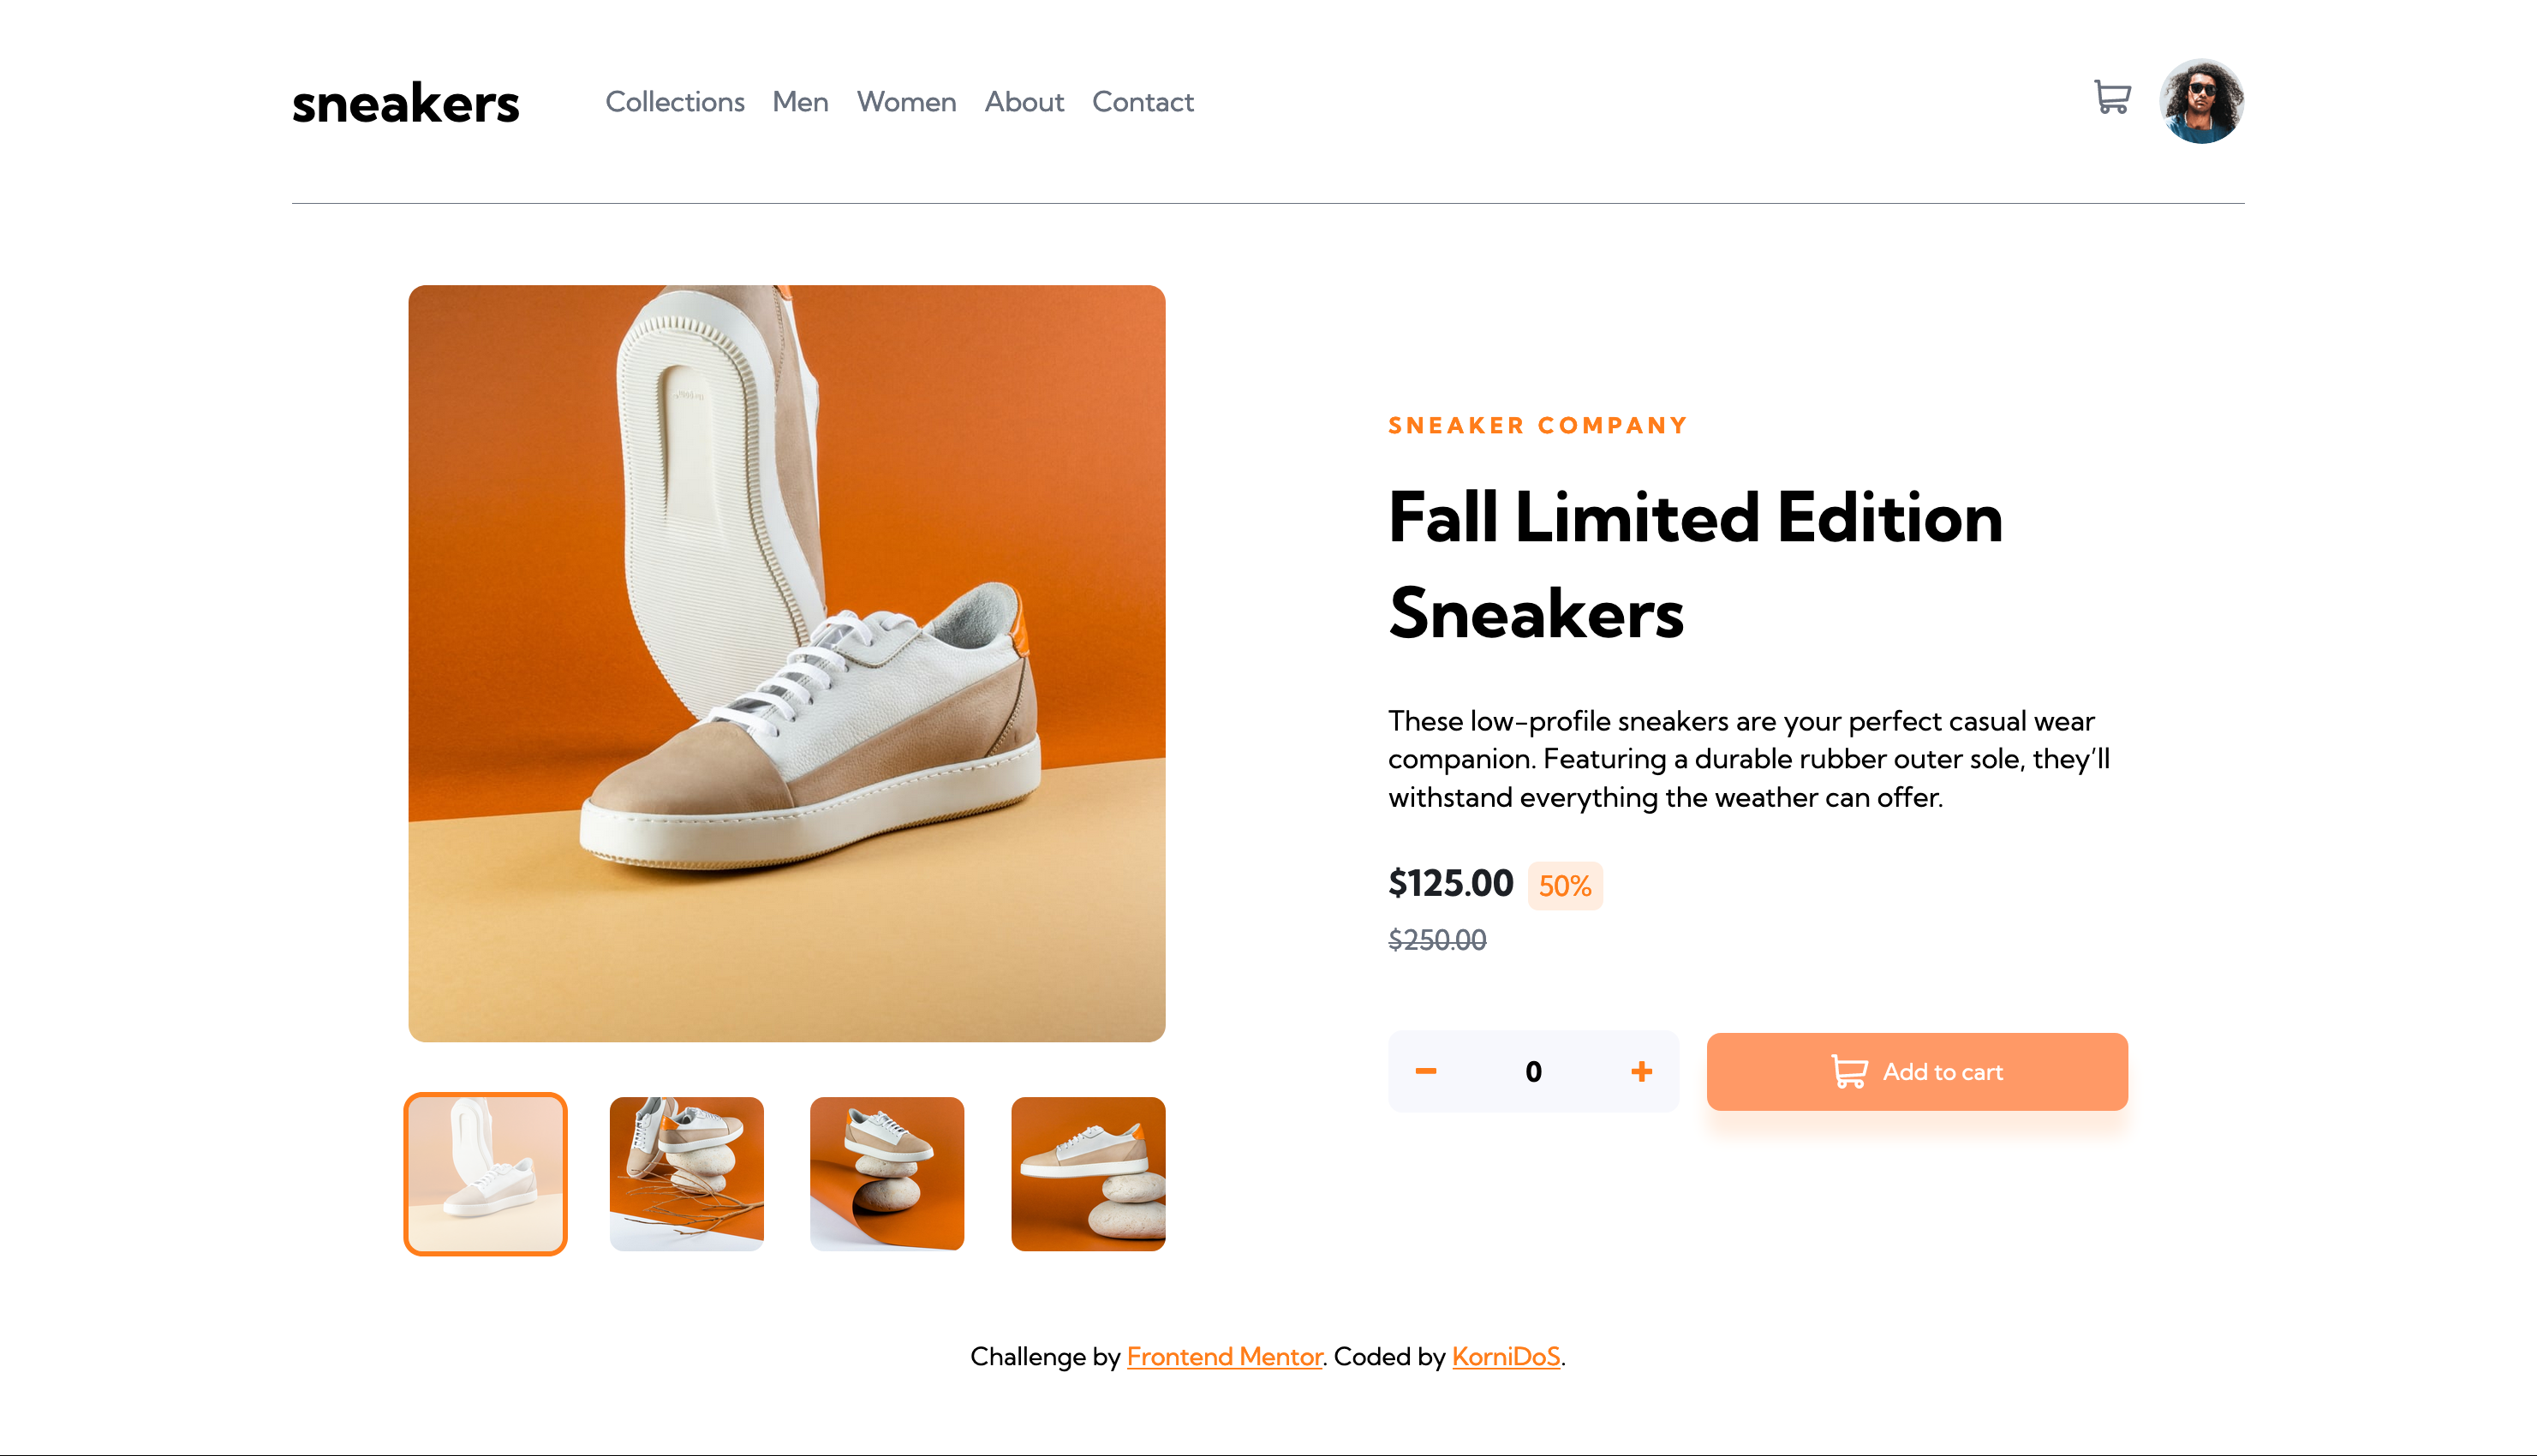 sneakers
Collections Men Women About Contact
SNEAKER COMPANY
Fall Limited Edition
Sneakers
These low-profile sneakers are your perfect casual wear
companion. Featuring a durable rubber outer sole, they’ll
withstand everything the weather can offer.
$125.00 50%
$250.00
0
Add to cart
Challenge by Frontend Mentor. Coded by KorniDoS.